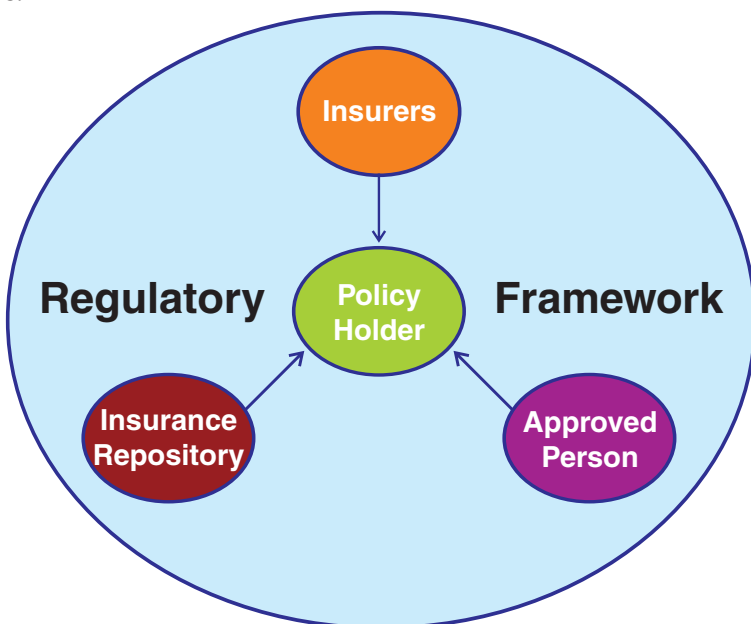 Insurers
Regulatory
Policy
Holder
Framework
Insurance
Repository
Approved
Person